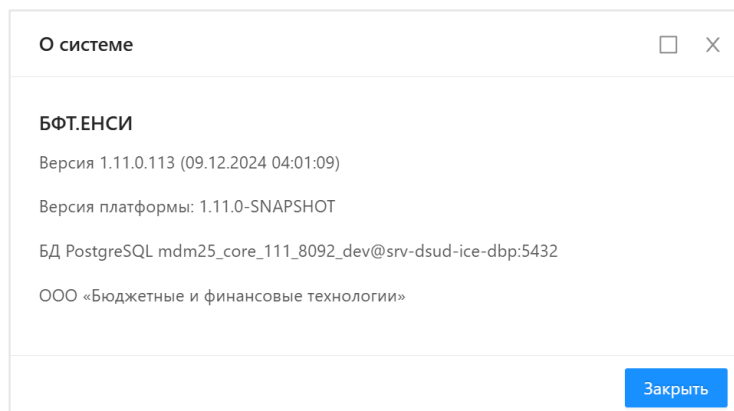 О системе
БФТ.ЕНСИ
Версия 1.11.0.113 (09.12.2024 04:01:09)
Версия платформы: 1.11.0-SNAPSHOT
БД PostgreSQL mdm25_core_111_8092_dev@srv-dsud-ice-dbp:5432
ООО «Бюджетные и финансовые технологии»
Закрыть